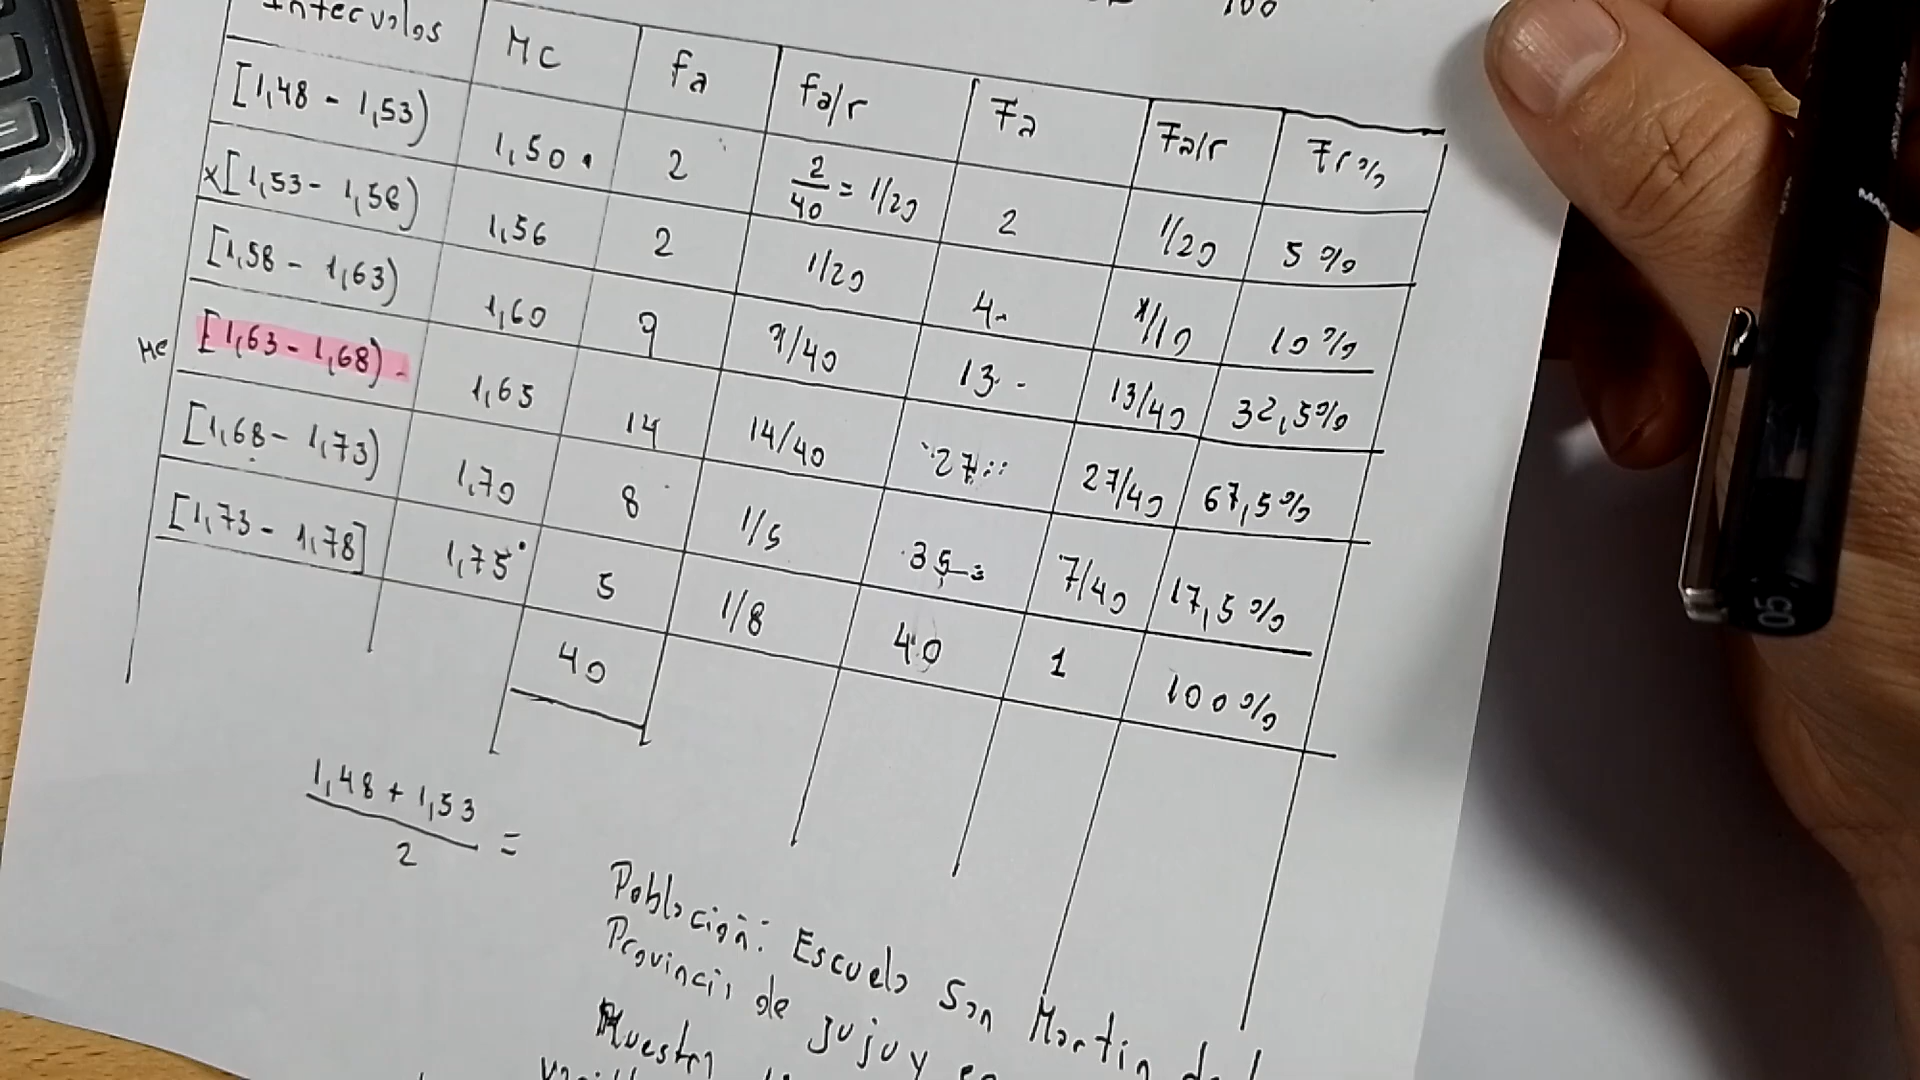 Intervalos MC fa fa/r Fa Fa/r Fr%
[1,48 - 1,53) 1,50 2 2/40 = 1/20 2 1/20 5%
x[1,53 - 1,58) 1,56 2 1/20 4 1/10 10%
[1,58 - 1,63) 1,60 9 9/40 13 13/40 32,5%
Me [1,63 - 1,68) 1,65 14 14/40 27 27/40 67,5%
[1,68 - 1,73) 1,70 8 1/5 35 7/40 17,5%
[1,73 - 1,78] 1,75 5 1/8 40 1 100%
40
1,48 + 1,53
2 =
Población: Escuela San Martín
Provincia de Jujuy
Muestra
100
05